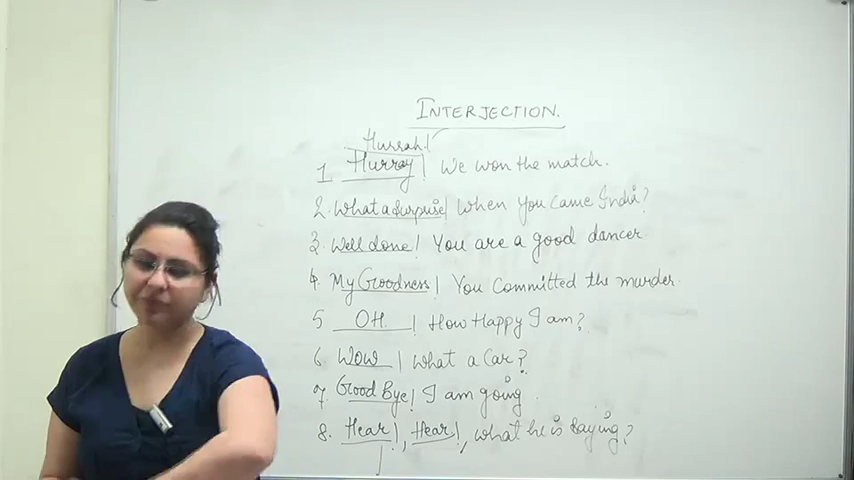 INTERJECTION.
Hurrah!
1. Hurray! We won the match.
2. What a surprise! When You Came India?
3. Well done! You are a good dancer
4. My Goodness! You Committed the murder.
5 OH. ! How Happy I am?
6. Wow ! What a Car?
7. Good Bye! I am going.
8. Hear!, Hear!, what he is saying?